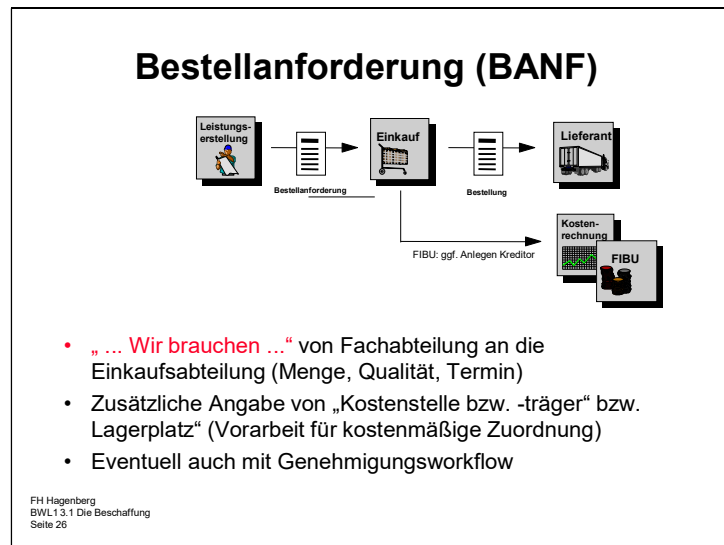 Bestellanforderung (BANF)
Leistungs-
erstellung
Einkauf
Lieferant
Bestellanforderung
Bestellung
Kosten-
rechnung
FIBU: ggf. Anlegen Kreditor
FIBU
• „ ... Wir brauchen ...“ von Fachabteilung an die
Einkaufsabteilung (Menge, Qualität, Termin)
• Zusätzliche Angabe von „Kostenstelle bzw. -träger“ bzw.
Lagerplatz“ (Vorarbeit für kostenmäßige Zuordnung)
• Eventuell auch mit Genehmigungsworkflow
FH Hagenberg
BWL1 3.1 Die Beschaffung
Seite 26